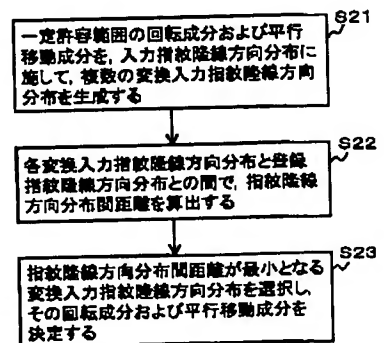 S21
一定許容範囲の回転成分および平行
移動成分を,入力指紋隆線方向分布に
施して,複数の変換入力指紋隆線方向
分布を生成する
S22
各変換入力指紋隆線方向分布と登録
指紋隆線方向分布との間で,指紋隆線
方向分布間距離を算出する
S23
指紋隆線方向分布間距離が最小となる
変換入力指紋隆線方向分布を選択し,
その回転成分および平行移動成分を
決定する